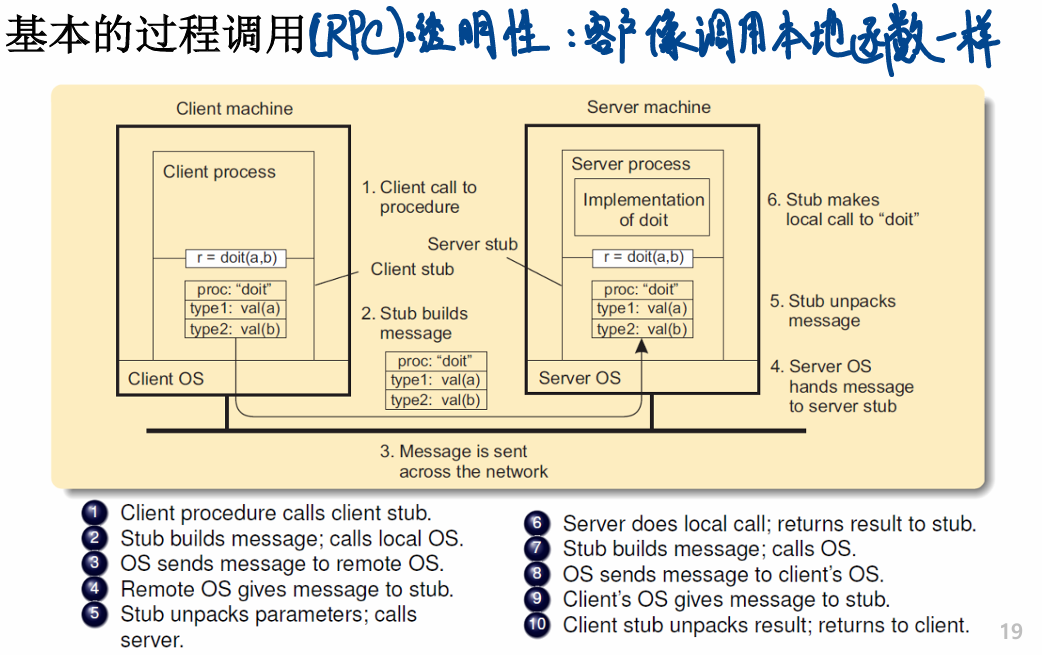 基本的过程调用(RPC)·透明性：客户像调用本地函数一样
Client machine
Server machine
Client process
1. Client call to
procedure
Server process
Implementation
of doit
6. Stub makes
local call to “doit”
Server stub
r = doit(a,b)
Client stub
r = doit(a,b)
proc: “doit”
type1: val(a)
type2: val(b)
2. Stub builds
message
proc: “doit”
type1: val(a)
type2: val(b)
5. Stub unpacks
message
proc: “doit”
type1: val(a)
type2: val(b)
Client OS
Server OS
4. Server OS
hands message
to server stub
3. Message is sent
across the network
1 Client procedure calls client stub.
2 Stub builds message; calls local OS.
3 OS sends message to remote OS.
4 Remote OS gives message to stub.
5 Stub unpacks parameters; calls
server.
6 Server does local call; returns result to stub.
7 Stub builds message; calls OS.
8 OS sends message to client's OS.
9 Client's OS gives message to stub.
10 Client stub unpacks result; returns to client.
19